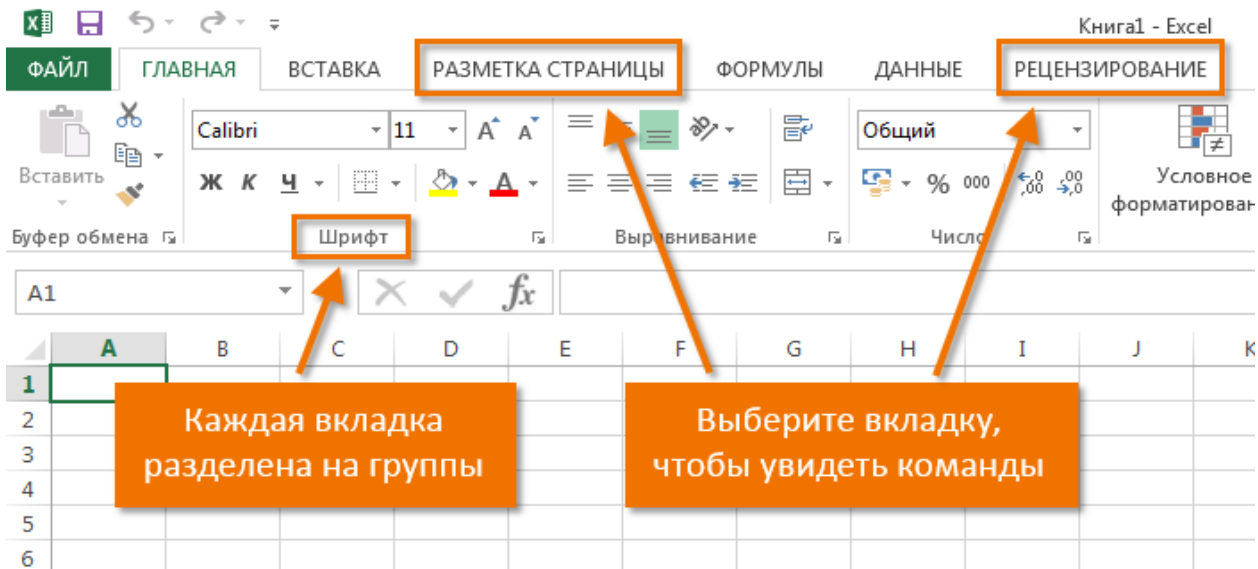 Книга1 - Excel
ФАЙЛ ГЛАВНАЯ ВСТАВКА РАЗМЕТКА СТРАНИЦЫ ФОРМУЛЫ ДАННЫЕ РЕЦЕНЗИРОВАНИЕ
Calibri 11 Общий
Вставить Ж К Ч % 000 Условное
форматирован
Буфер обмена Шрифт Выравнивание Число
A1 fx
A B C D E F G H I J K
1
2 Каждая вкладка Выберите вкладку,
3 разделена на группы чтобы увидеть команды
4
5
6